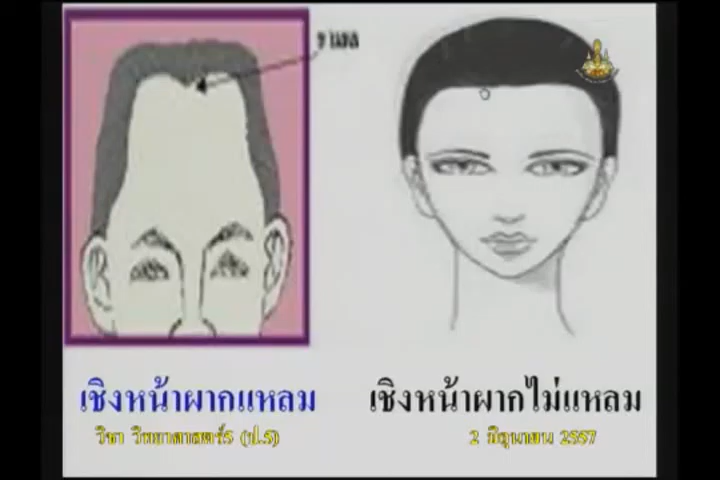 เชิงหน้าผากแหลม
เชิงหน้าผากไม่แหลม
วิชา วิทยาศาสตร์5 (ป.5)
2 มิถุนายน 2557